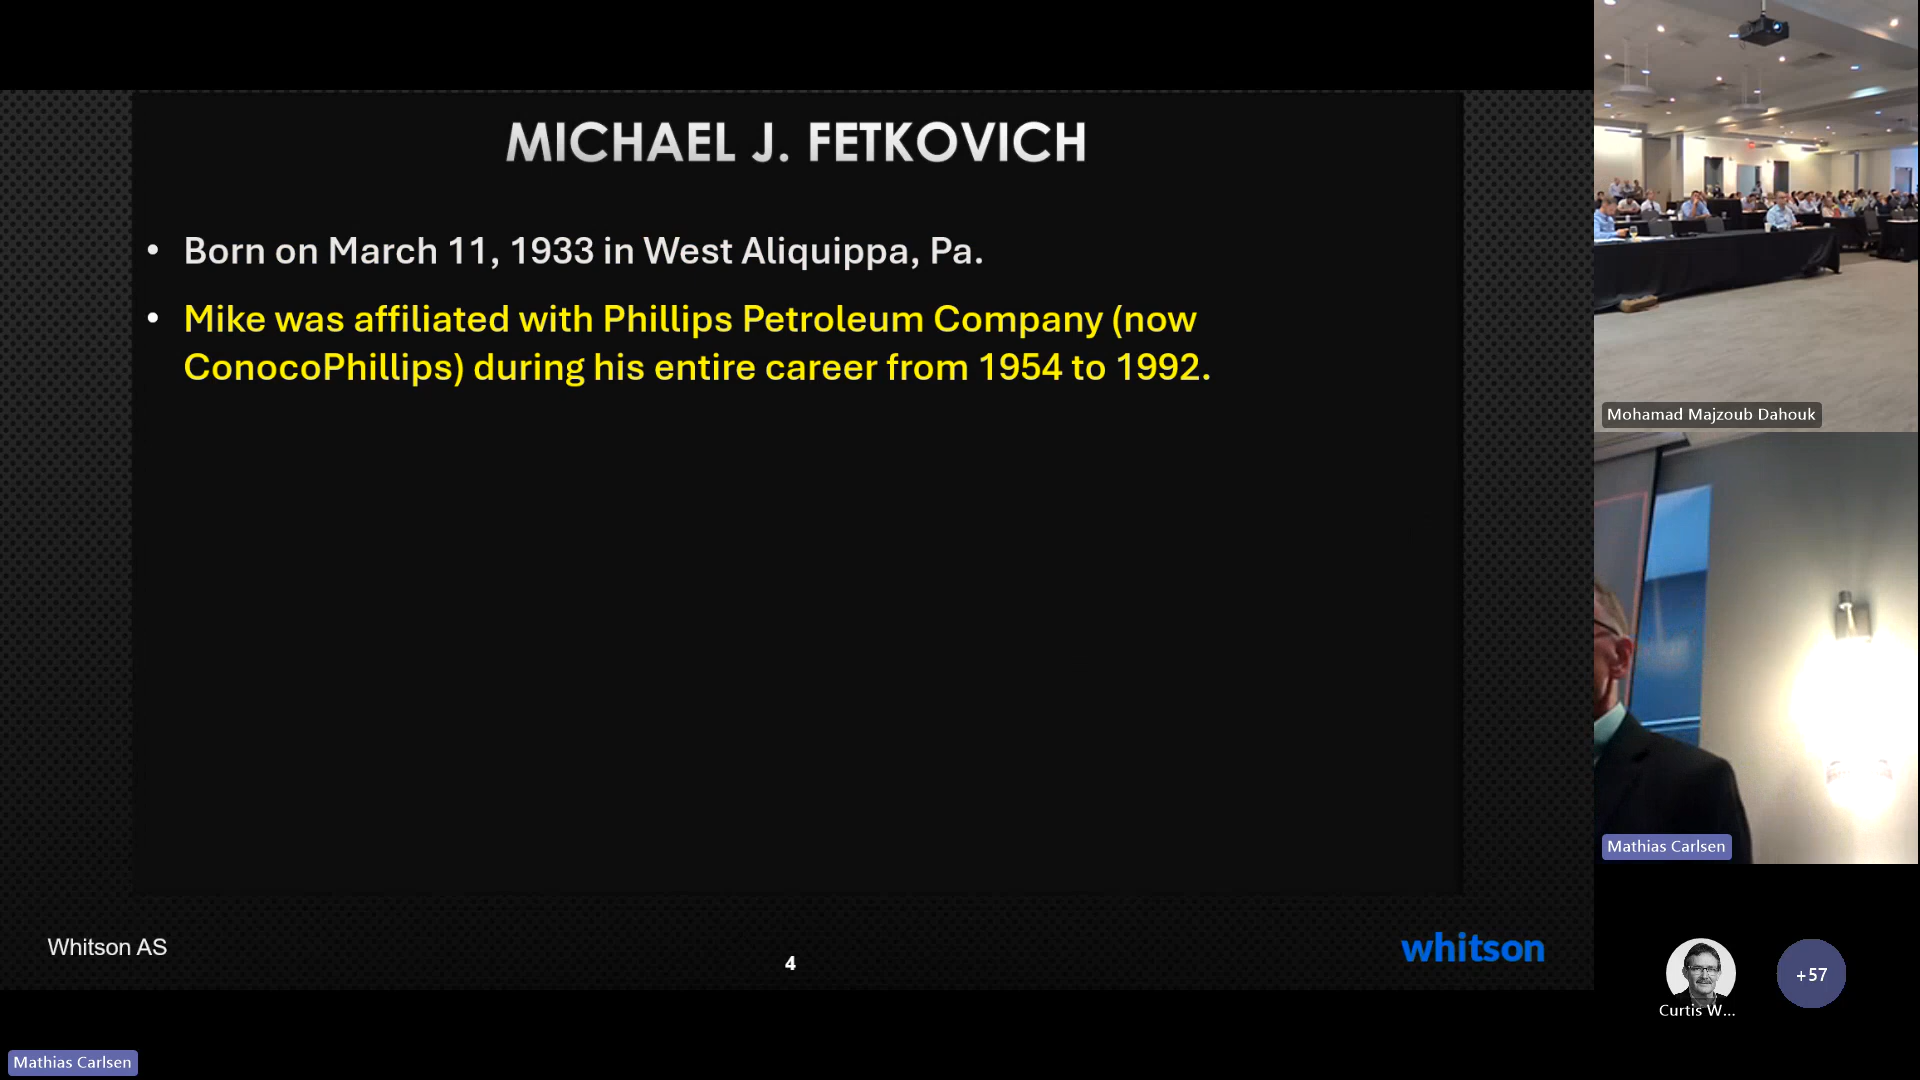 MICHAEL J. FETKOVICH
• Born on March 11, 1933 in West Aliquippa, Pa.
• Mike was affiliated with Phillips Petroleum Company (now
ConocoPhillips) during his entire career from 1954 to 1992.
Whitson AS
4
whitson
Mohamad Majzoub Dahouk
Mathias Carlsen
Curtis W...
+57
Mathias Carlsen